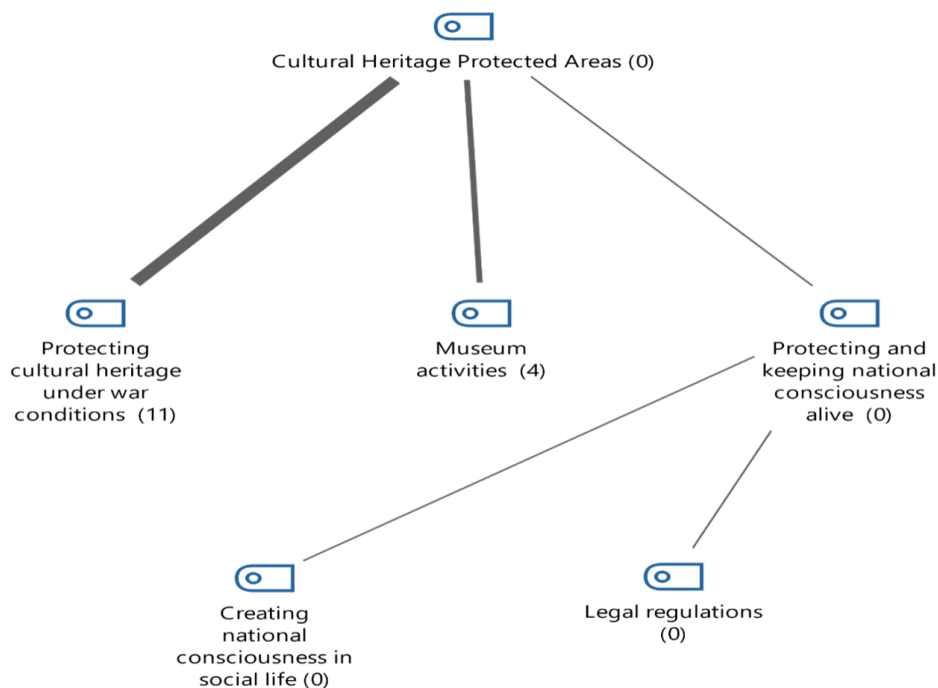 Cultural Heritage Protected Areas (0)
Protecting
cultural heritage
under war
conditions (11)
Museum
activities (4)
Protecting and
keeping national
consciousness
alive (0)
Creating
national
consciousness in
social life (0)
Legal regulations
(0)